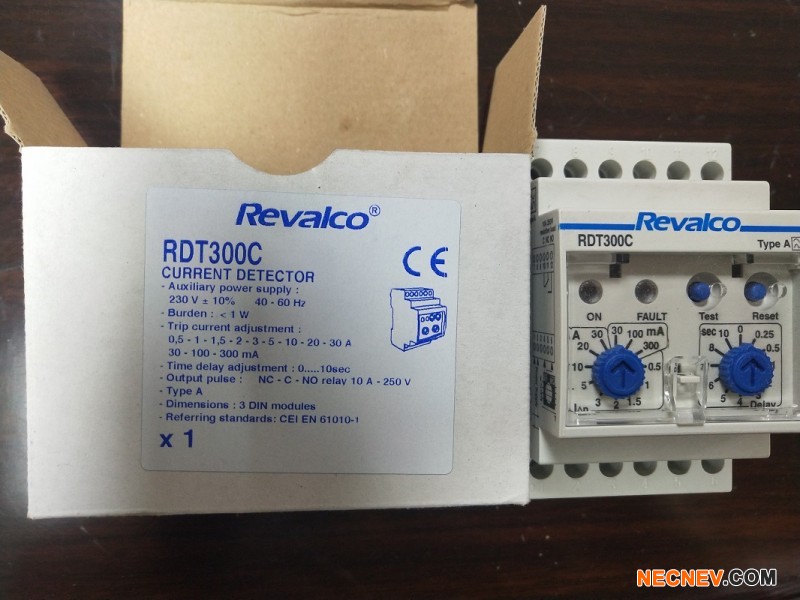 Revalco®
RDT300C
CURRENT DETECTOR
- Auxiliary power supply :
230 V ± 10% 40 - 60 Hz
- Burden : < 1 W
- Trip current adjustment :
0,5 - 1 - 1,5 - 2 - 3 - 5 - 10 - 20 - 30 A
30 - 100 - 300 mA
- Time delay adjustment : 0.....10sec
- Output pulse : NC - C - NO relay 10 A - 250 V
- Type A
- Dimensions : 3 DIN modules
- Referring standards: CEI EN 61010-1
x 1
CE
Revalco
RDT300C
Type A
ON FAULT Test Reset
A 30 30 100 mA
20 300
10 0.5
5 1
3 2 1.5
I∆n
sec 10 0 0.25
8 0.5
6
5 4 3
Delay
NECNEV.COM